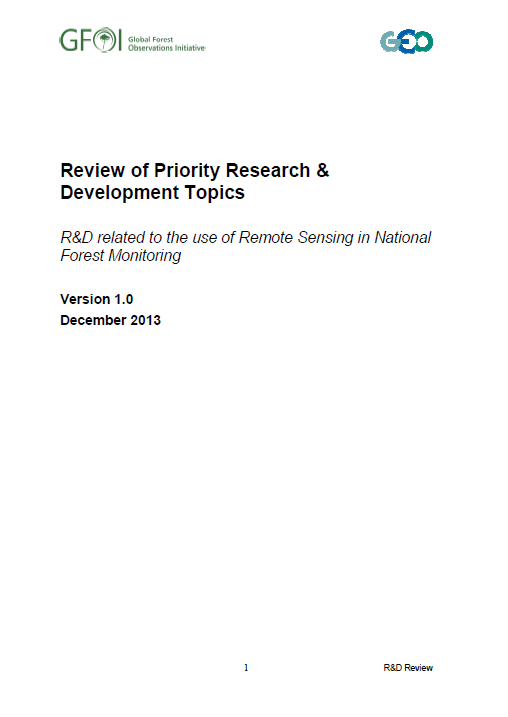 GFOI Global Forest
Observations Initiative
GEO
Review of Priority Research &
Development Topics
R&D related to the use of Remote Sensing in National
Forest Monitoring
Version 1.0
December 2013
1 R&D Review